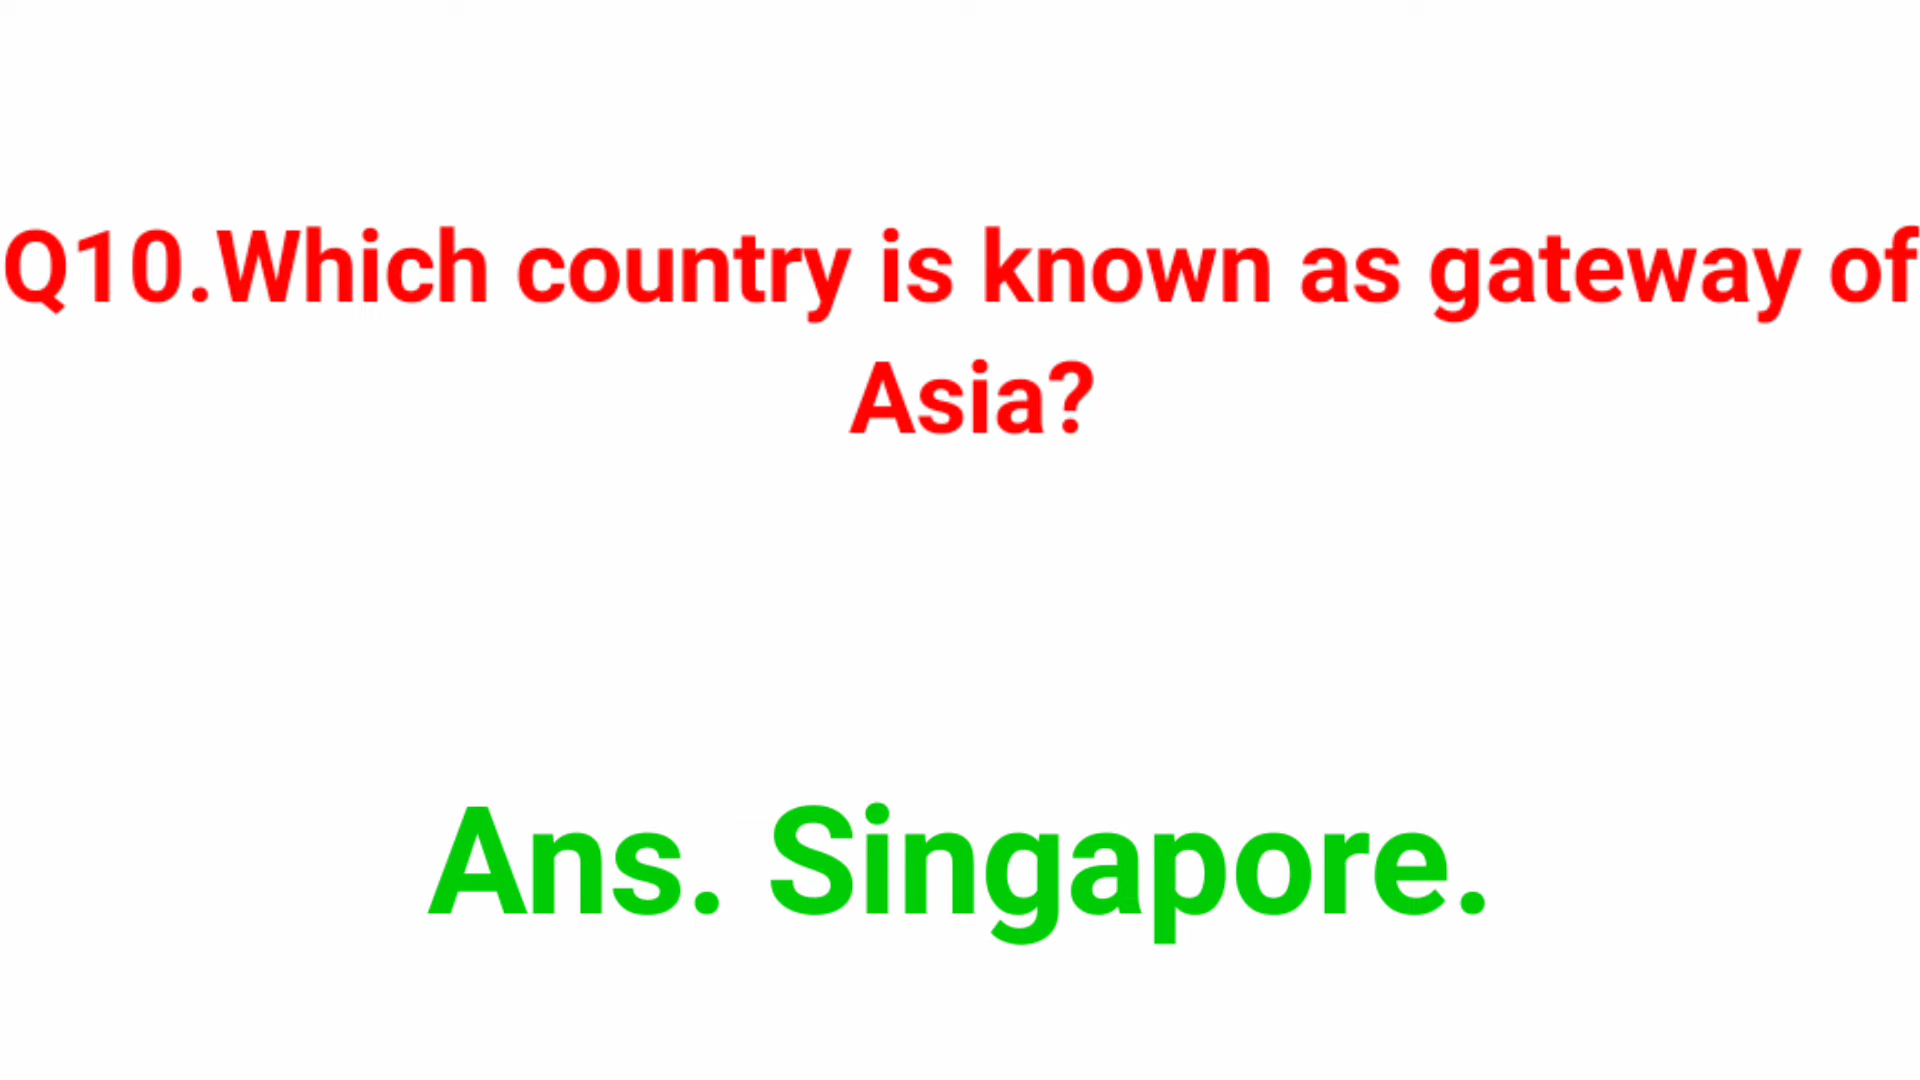 Q10.Which country is known as gateway of
Asia?
Ans. Singapore.